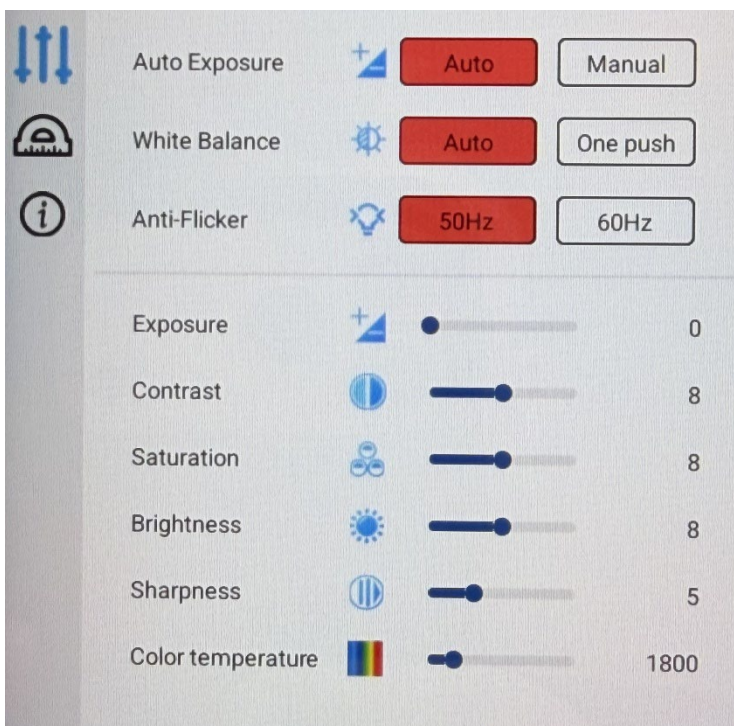 Auto Exposure Auto Manual
White Balance Auto One push
Anti-Flicker 50Hz 60Hz
Exposure 0
Contrast 8
Saturation 8
Brightness 8
Sharpness 5
Color temperature 1800